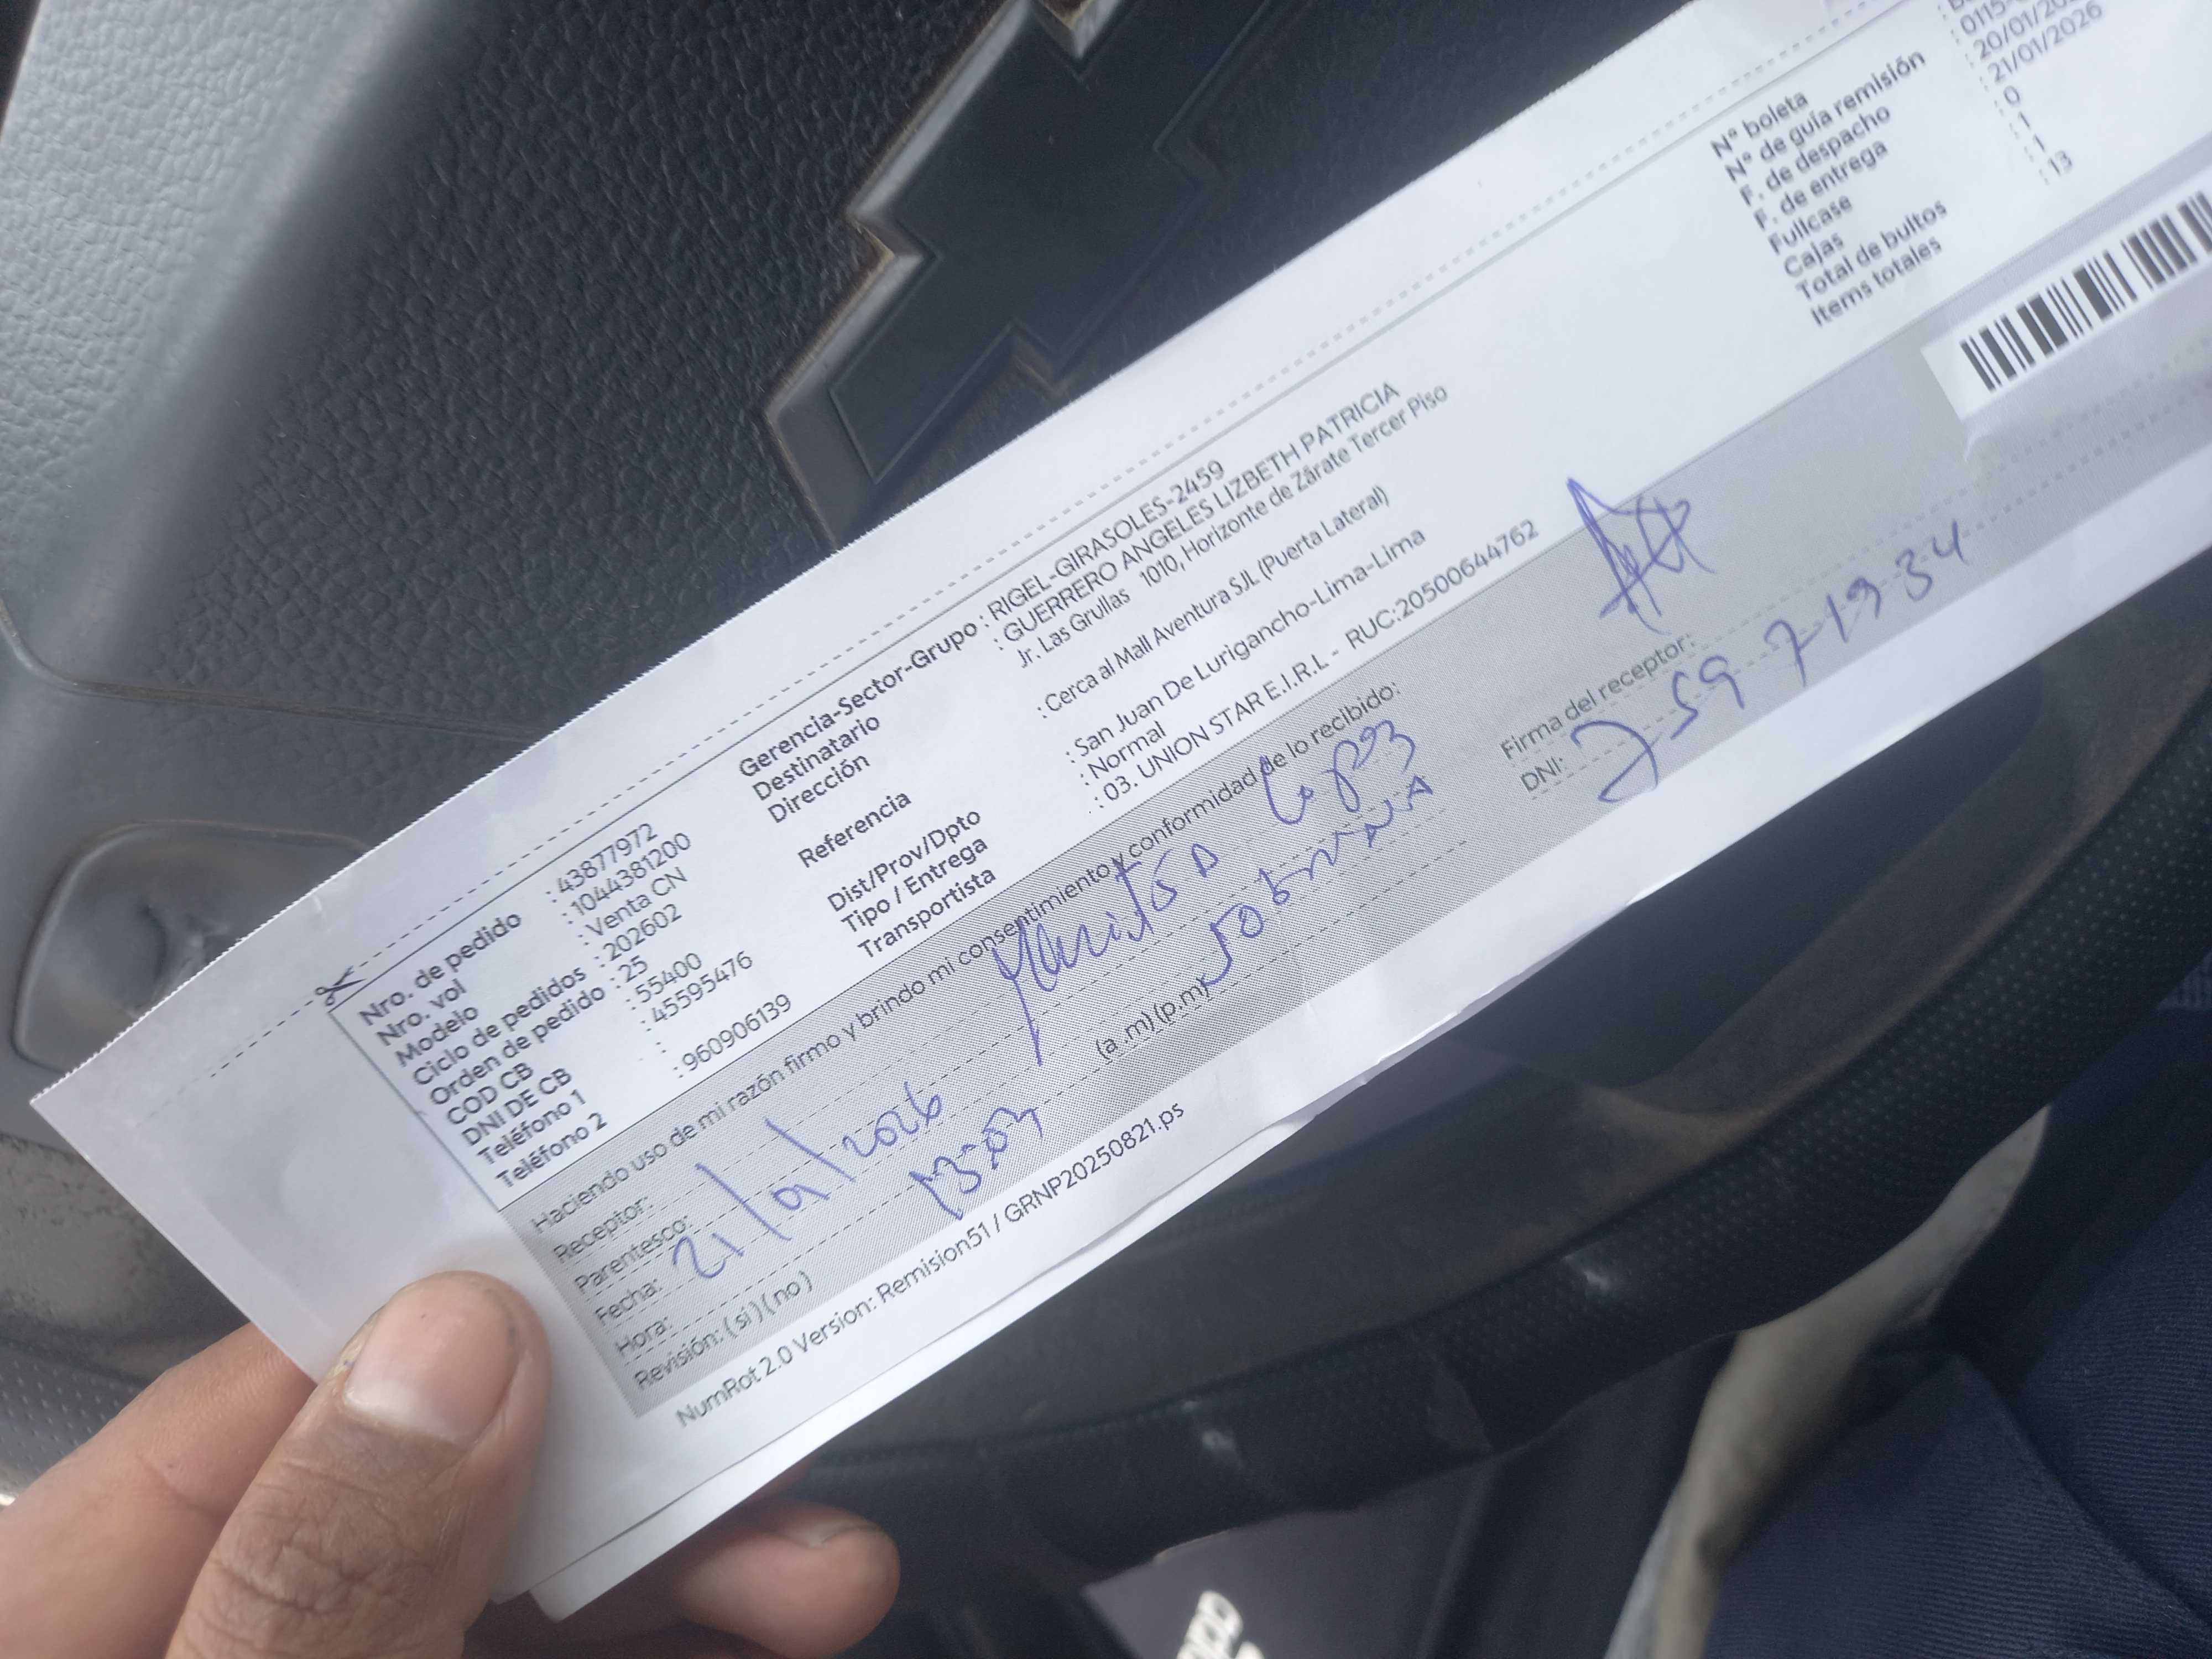 Nro. de pedido : 43877972
Nro. vol : 1044381200
Modelo : Venta CN
Ciclo de pedidos : 202602
Orden de pedido : 25
COD CB : 55400
DNI DE CB : 45595476
Teléfono 1 :
Teléfono 2 : 960906139
Gerencia-Sector-Grupo : RIGEL-GIRASOLES-2459
Destinatario : GUERRERO ANGELES LIZBETH PATRICIA
Dirección Jr. Las Grullas 1010, Horizonte de Zárate Tercer Piso
Referencia : Cerca al Mall Aventura SJL (Puerta Lateral)
Dist/Prov/Dpto : San Juan De Lurigancho-Lima-Lima
Tipo / Entrega : Normal
Transportista : 03. UNION STAR E.I.R.L - RUC:20500644762
N° boleta
N° de guía remisión : 0115-
F. de despacho : 20/01/20
F. de entrega : 21/01/2026
Fullcase : 0
Cajas : 1
Total de bultos : 1
Items totales : 13
Haciendo uso de mi razón firmo y brindo mi consentimiento y conformidad de lo recibido:
Receptor:
Parentesco:
Fecha: 21/01/2026
Hora: 13:03 (a .m) (p.m)
Revisión: ( si ) ( no )
Firma del receptor:
DNI:
NumRot 2.0 Version: Remision51 / GRNP20250821.ps